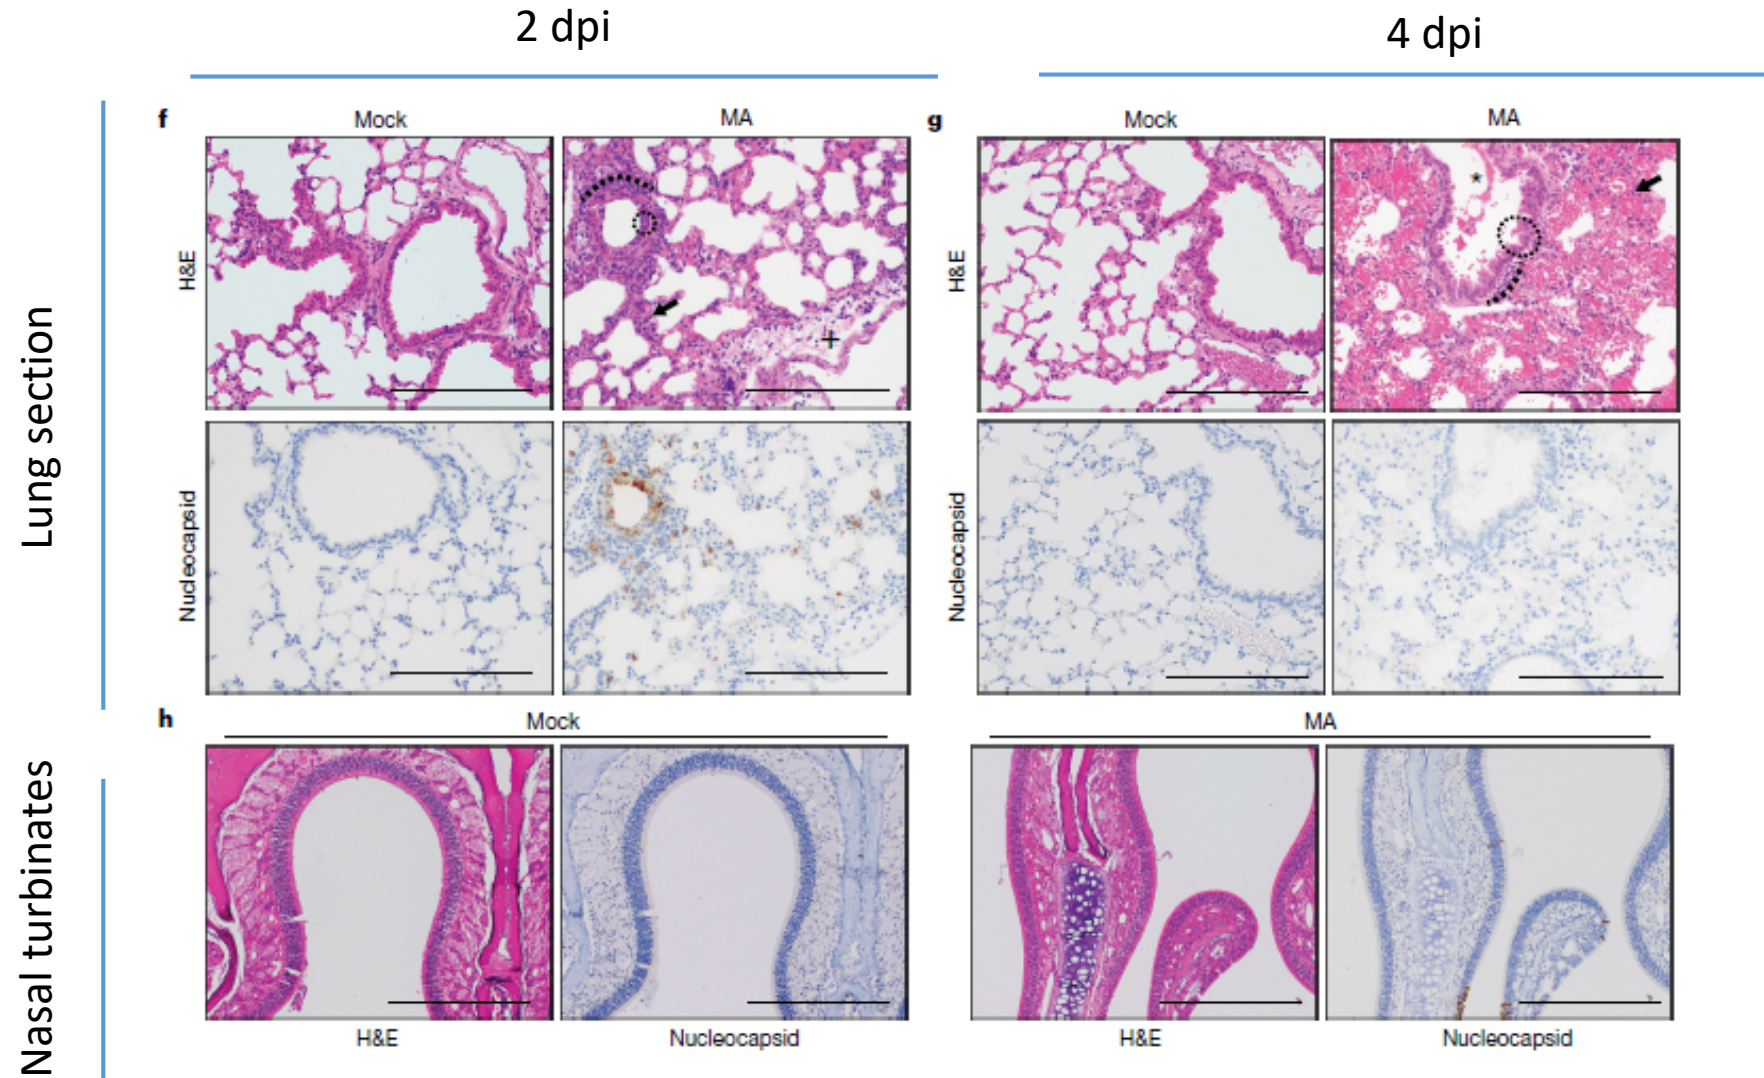 2 dpi
4 dpi
Lung section
f
Mock
MA
g
Mock
MA
H&E
*
+
H&E
*
Nucleocapsid
Nucleocapsid
Nasal turbinates
h
Mock
MA
H&E
Nucleocapsid
H&E
Nucleocapsid